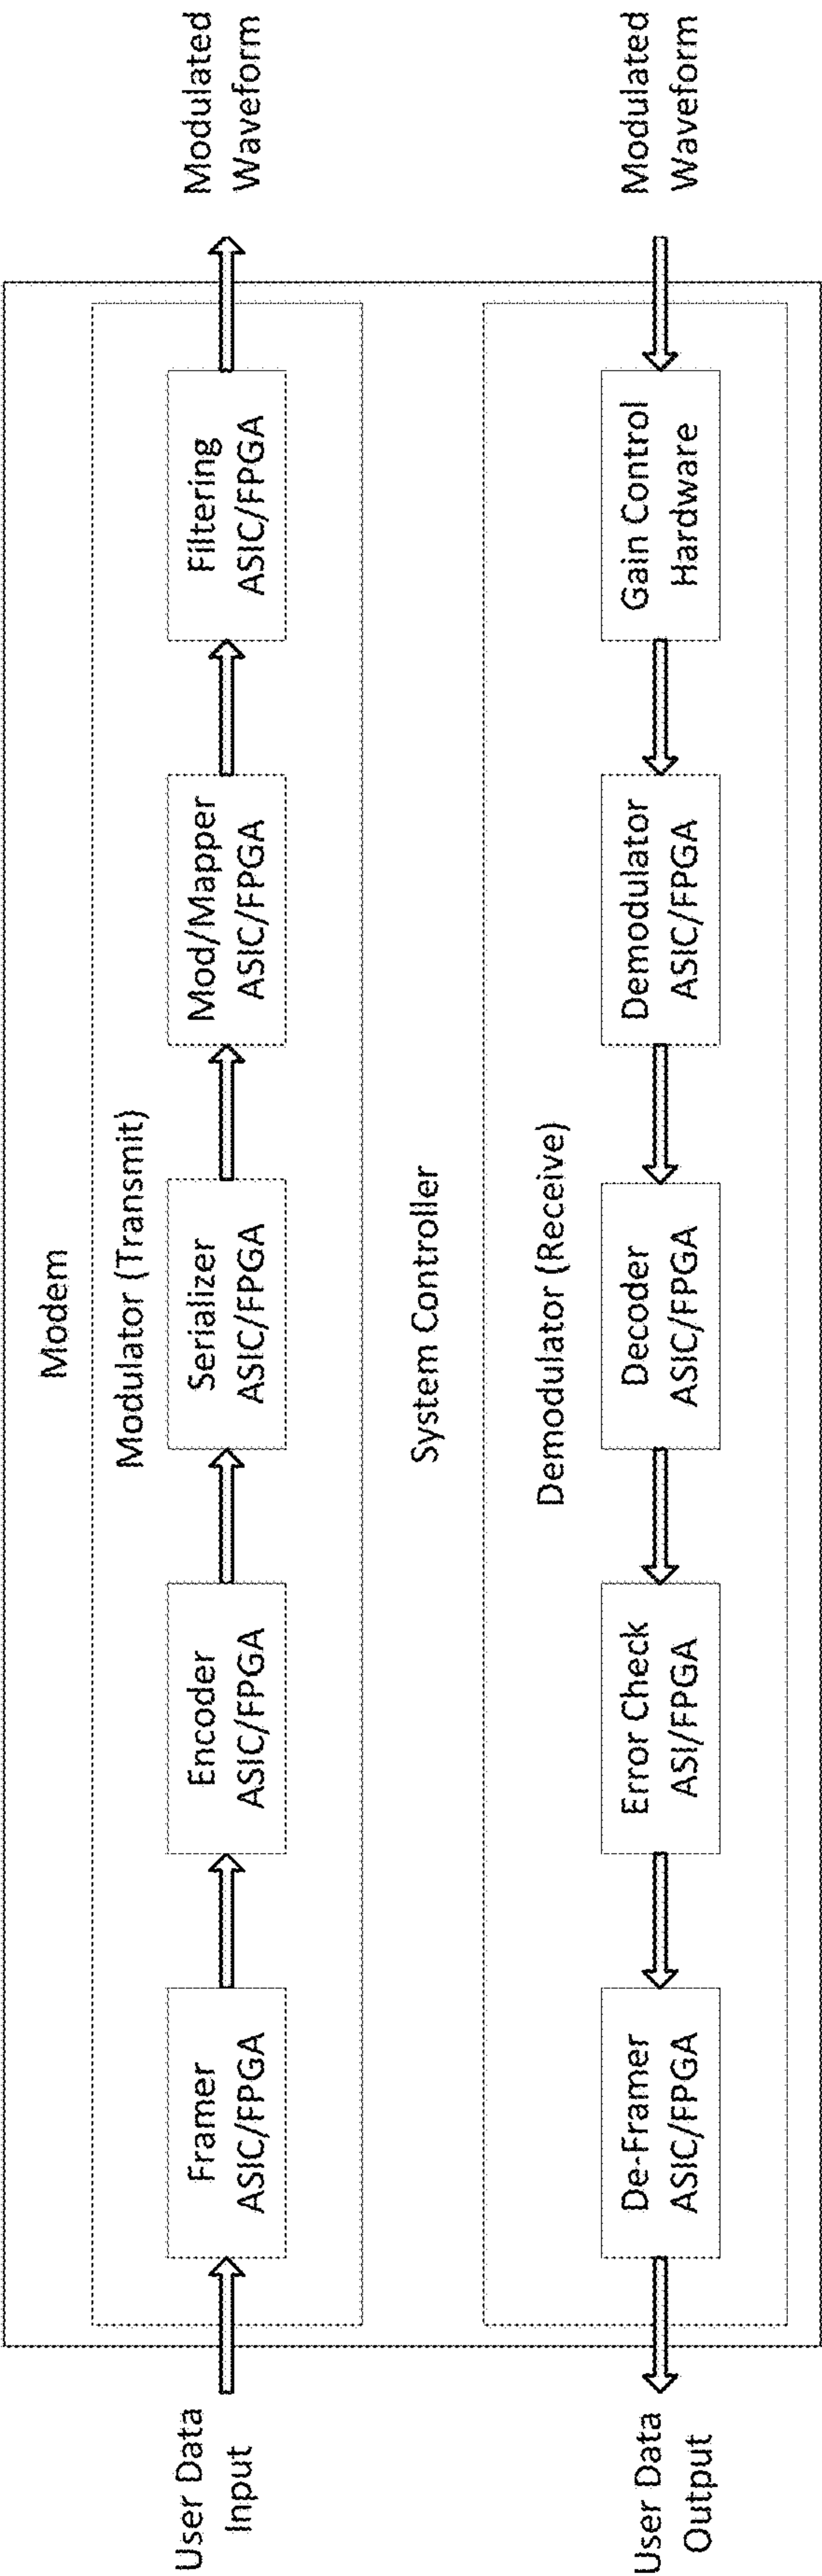 Modem
Modulator (Transmit)
User Data
Input
Framer
ASIC/FPGA
Encoder
ASIC/FPGA
Serializer
ASIC/FPGA
Mod/Mapper
ASIC/FPGA
Filtering
ASIC/FPGA
Modulated
Waveform
System Controller
Demodulator (Receive)
User Data
Output
De-Framer
ASIC/FPGA
Error Check
ASI/FPGA
Decoder
ASIC/FPGA
Demodulator
ASIC/FPGA
Gain Control
Hardware
Modulated
Waveform